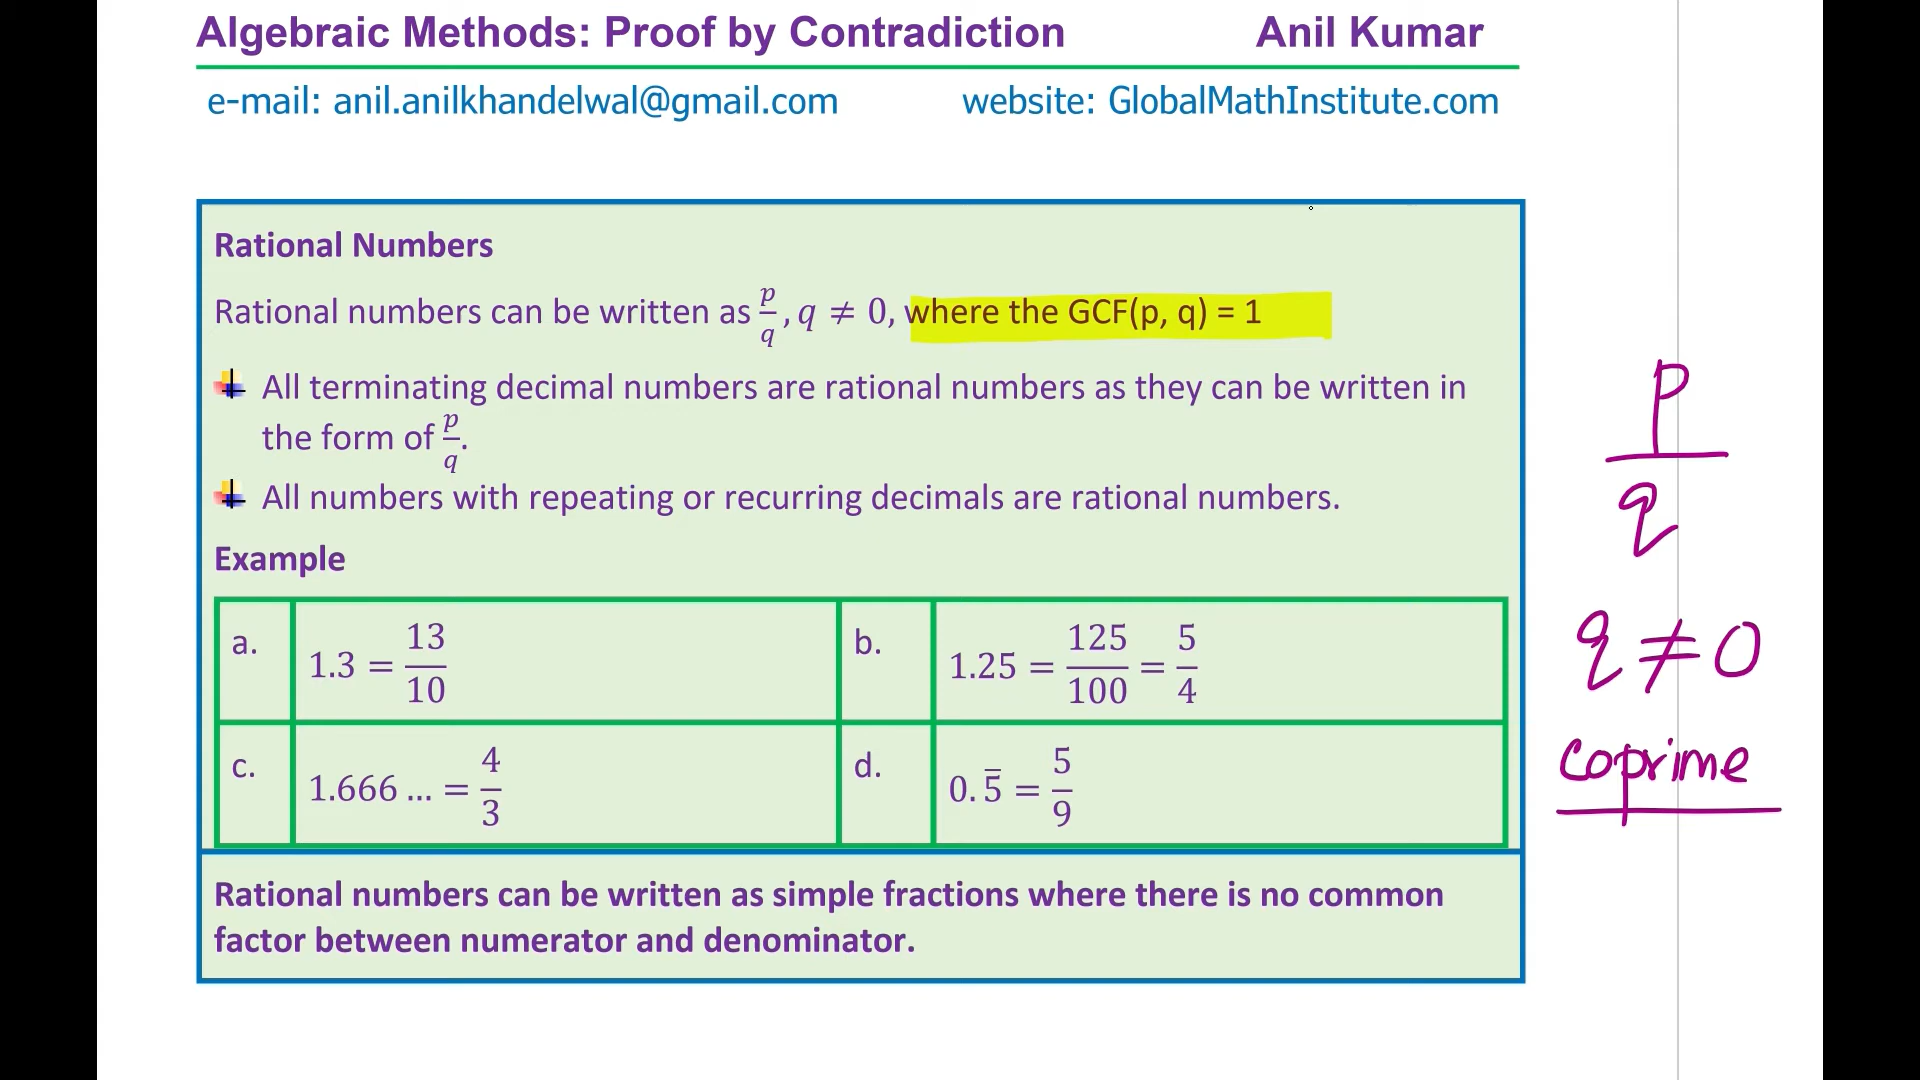 Algebraic Methods: Proof by Contradiction Anil Kumar
e-mail: anil.anilkhandelwal@gmail.com website: GlobalMathInstitute.com
Rational Numbers
Rational numbers can be written as p/q, q ≠ 0, where the GCF(p, q) = 1
All terminating decimal numbers are rational numbers as they can be written in
the form of p/q.
All numbers with repeating or recurring decimals are rational numbers.
Example
a. 1.3 = 13/10 b. 1.25 = 125/100 = 5/4
c. 1.666 ... = 4/3 d. 0.5̅ = 5/9
Rational numbers can be written as simple fractions where there is no common
factor between numerator and denominator.
p
q
q ≠ 0
coprime